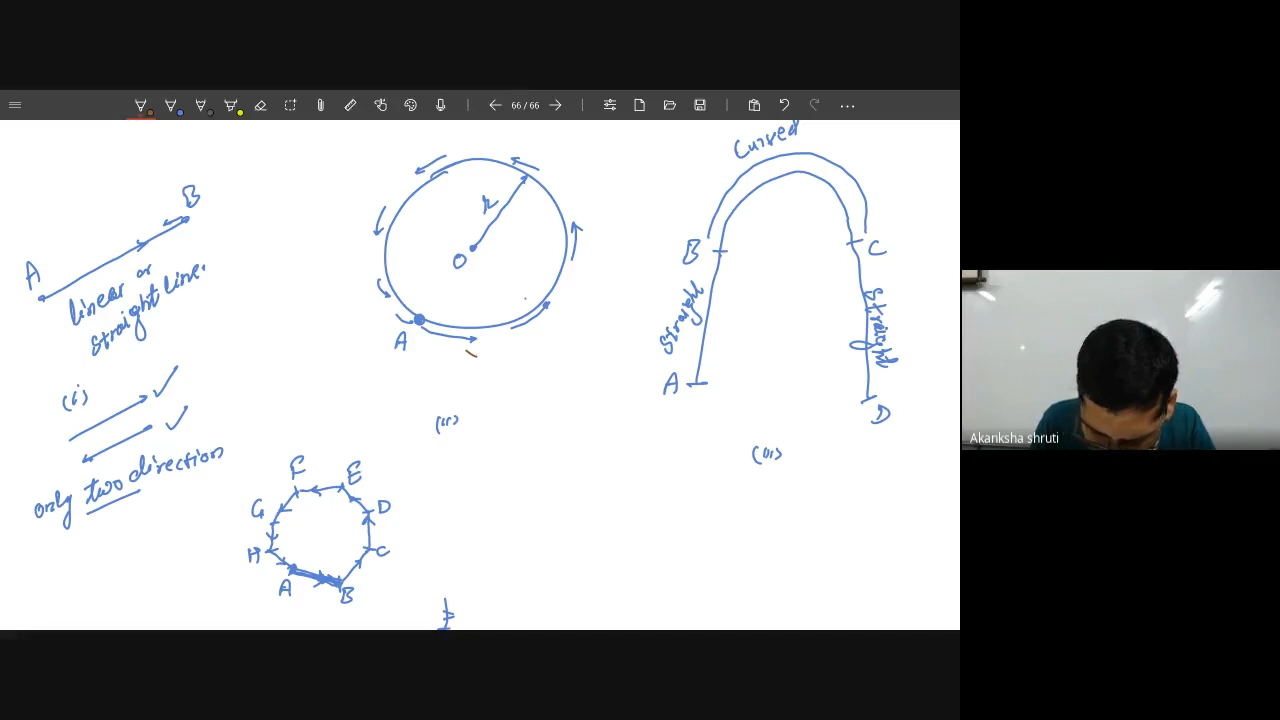 66/66
A
B
linear or
straight line.
(i)
only two direction
r
O
A
(ii)
Curved
B
C
Straight
Straight
A
D
(iii)
F
E
G
D
H
C
A
B
Akanksha shruti